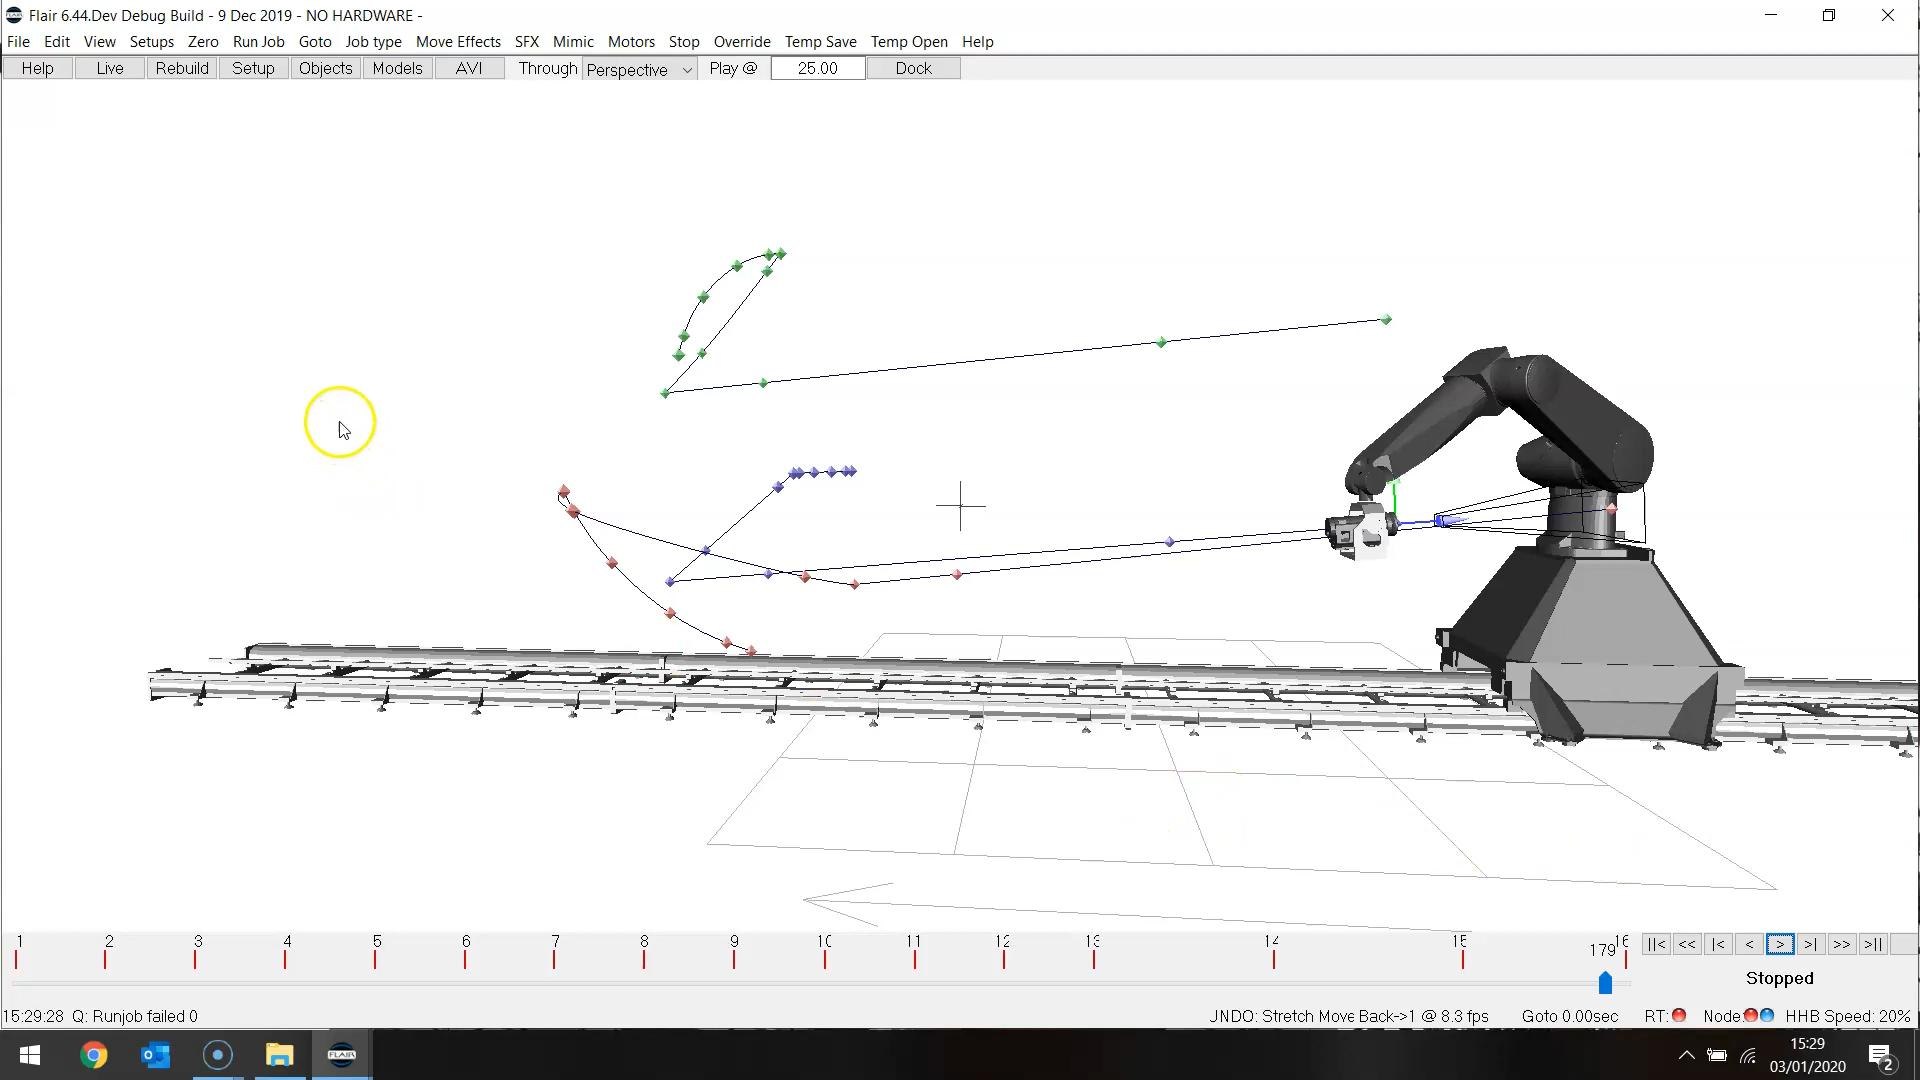 Flair 6.44.Dev Debug Build - 9 Dec 2019 - NO HARDWARE -
File Edit View Setups Zero Run Job Goto Job type Move Effects SFX Mimic Motors Stop Override Temp Save Temp Open Help
Help Live Rebuild Setup Objects Models AVI Through Perspective Play @ 25.00 Dock
1 2 3 4 5 6 7 8 9 10 11 12 13 14 15 179 16 ||< << |< < > >| >> >||
Stopped
15:29:28 Q: Runjob failed 0 JNDO: Stretch Move Back->1 @ 8.3 fps Goto 0.00sec RT: Node: HHB Speed: 20%
FLAIR
15:29
03/01/2020
2